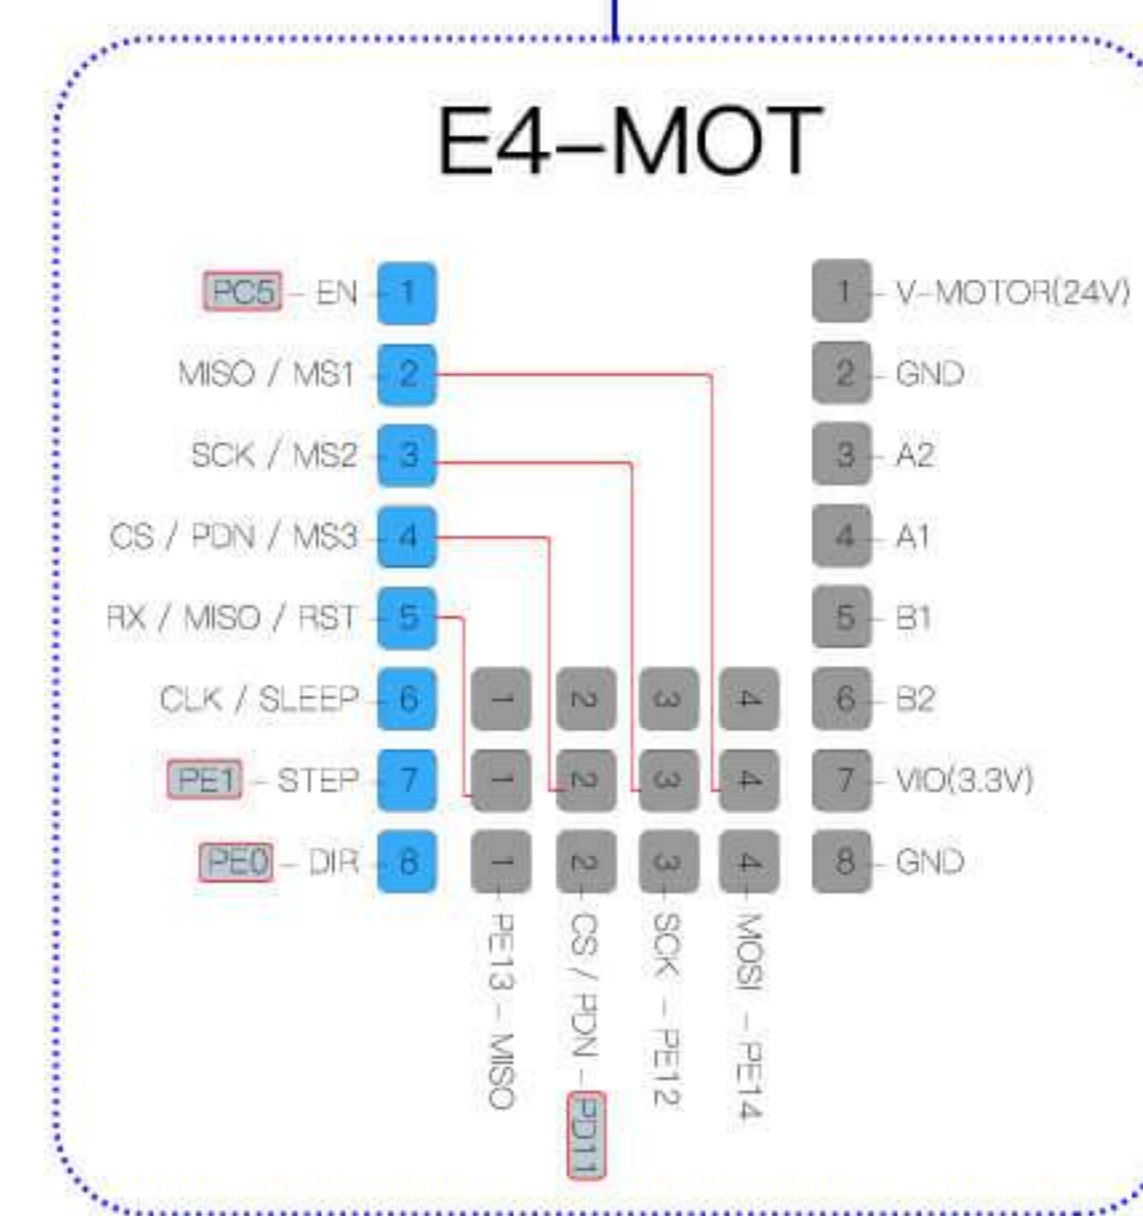 E4-MOT
PC5 - EN 1
MISO / MS1 2
SCK / MS2 3
CS / PDN / MS3 4
RX / MISO / RST 5
CLK / SLEEP 6
PE1 - STEP 7
PE0 - DIR 8
1 2 3 4
1 2 3 4
1 2 3 4
PE13 - MISO
CS / PDN - PD11
SCK - PE12
MOSI - PE14
1 V-MOTOR(24V)
2 GND
3 A2
4 A1
5 B1
6 B2
7 VIO(3.3V)
8 GND